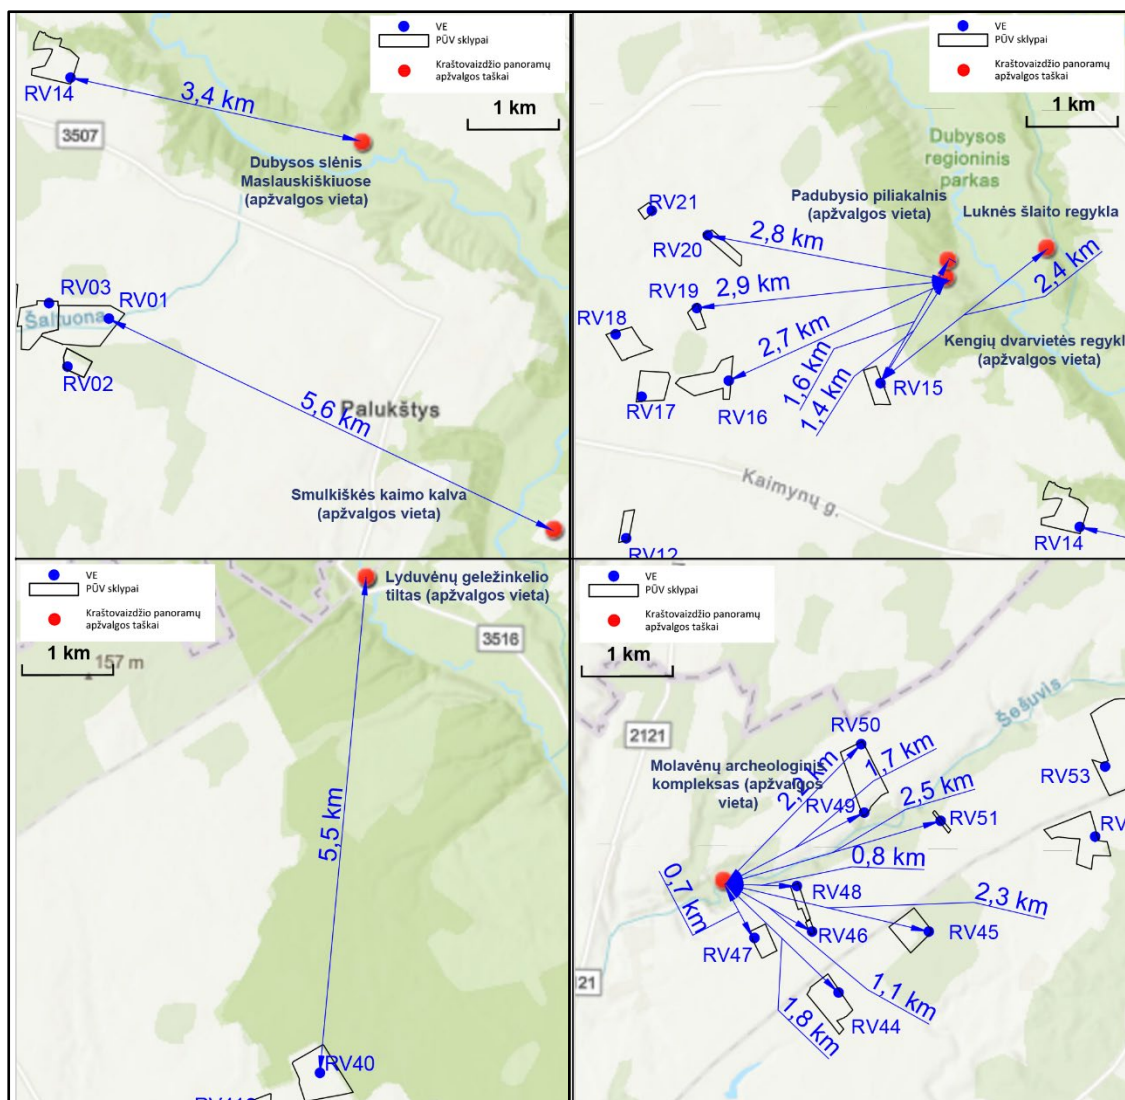 VE
PŪV sklypai
Kraštovaizdžio panoramų
apžvalgos taškai
1 km
RV14
3,4 km
3507
Dubysos slėnis
Maslauskiškiuose
(apžvalgos vieta)
RV03
RV01
Šaltuona
RV02
5,6 km
Palukštys
Smulkiškės kaimo kalva
(apžvalgos vieta)
VE
PŪV sklypai
Kraštovaizdžio panoramų
apžvalgos taškai
1 km
Dubysos
regioninis
parkas
Padubysio piliakalnis
(apžvalgos vieta)
Luknės šlaito regykla
RV21
RV20
2,8 km
2,4 km
RV19
2,9 km
RV18
2,7 km
Kengių dvarvietės regykl
(apžvalgos vieta)
1,6 km
1,4 km
RV15
RV17
RV16
Kaimynų g.
RV12
RV14
VE
PŪV sklypai
Kraštovaizdžio panoramų
apžvalgos taškai
1 km
157 m
Lyduvėnų geležinkelio
tiltas (apžvalgos vieta)
3516
5,5 km
RV40
VE
PŪV sklypai
Kraštovaizdžio panoramų
apžvalgos taškai
1 km
Šešuvis
2121
RV50
Molavėnų archeologinis
kompleksas (apžvalgos
vieta)
1,7 km
RV53
2,5 km
RV49
RV51
RV
0,8 km
0,7 km
RV48
2,3 km
RV47
RV46
RV45
121
1,1 km
RV44
1,8 km